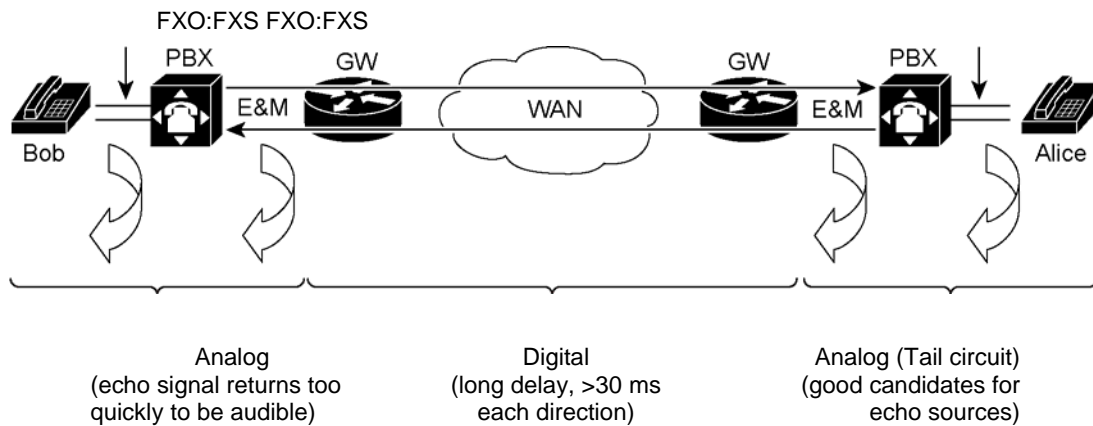 FXO:FXS FXO:FXS
PBX
GW
GW
PBX
E&M
WAN
E&M
Bob
Alice
Analog
(echo signal returns too
quickly to be audible)
Digital
(long delay, >30 ms
each direction)
Analog (Tail circuit)
(good candidates for
echo sources)